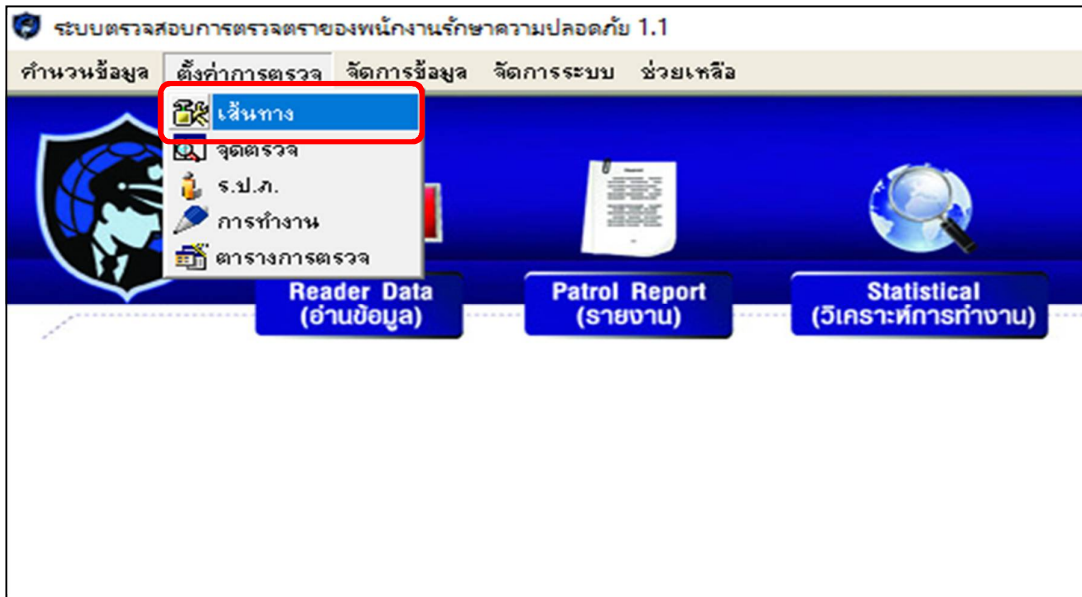 ระบบตรวจสอบการตรวจตราของพนักงานรักษาความปลอดภัย 1.1
คำนวนข้อมูล ตั้งค่าการตรวจ จัดการข้อมูล จัดการระบบ ช่วยเหลือ
เส้นทาง
จุดตรวจ
ร.ป.ภ.
การทำงาน
ตารางการตรวจ
Reader Data
(อ่านข้อมูล)
Patrol Report
(รายงาน)
Statistical
(วิเคราะห์การทำงาน)